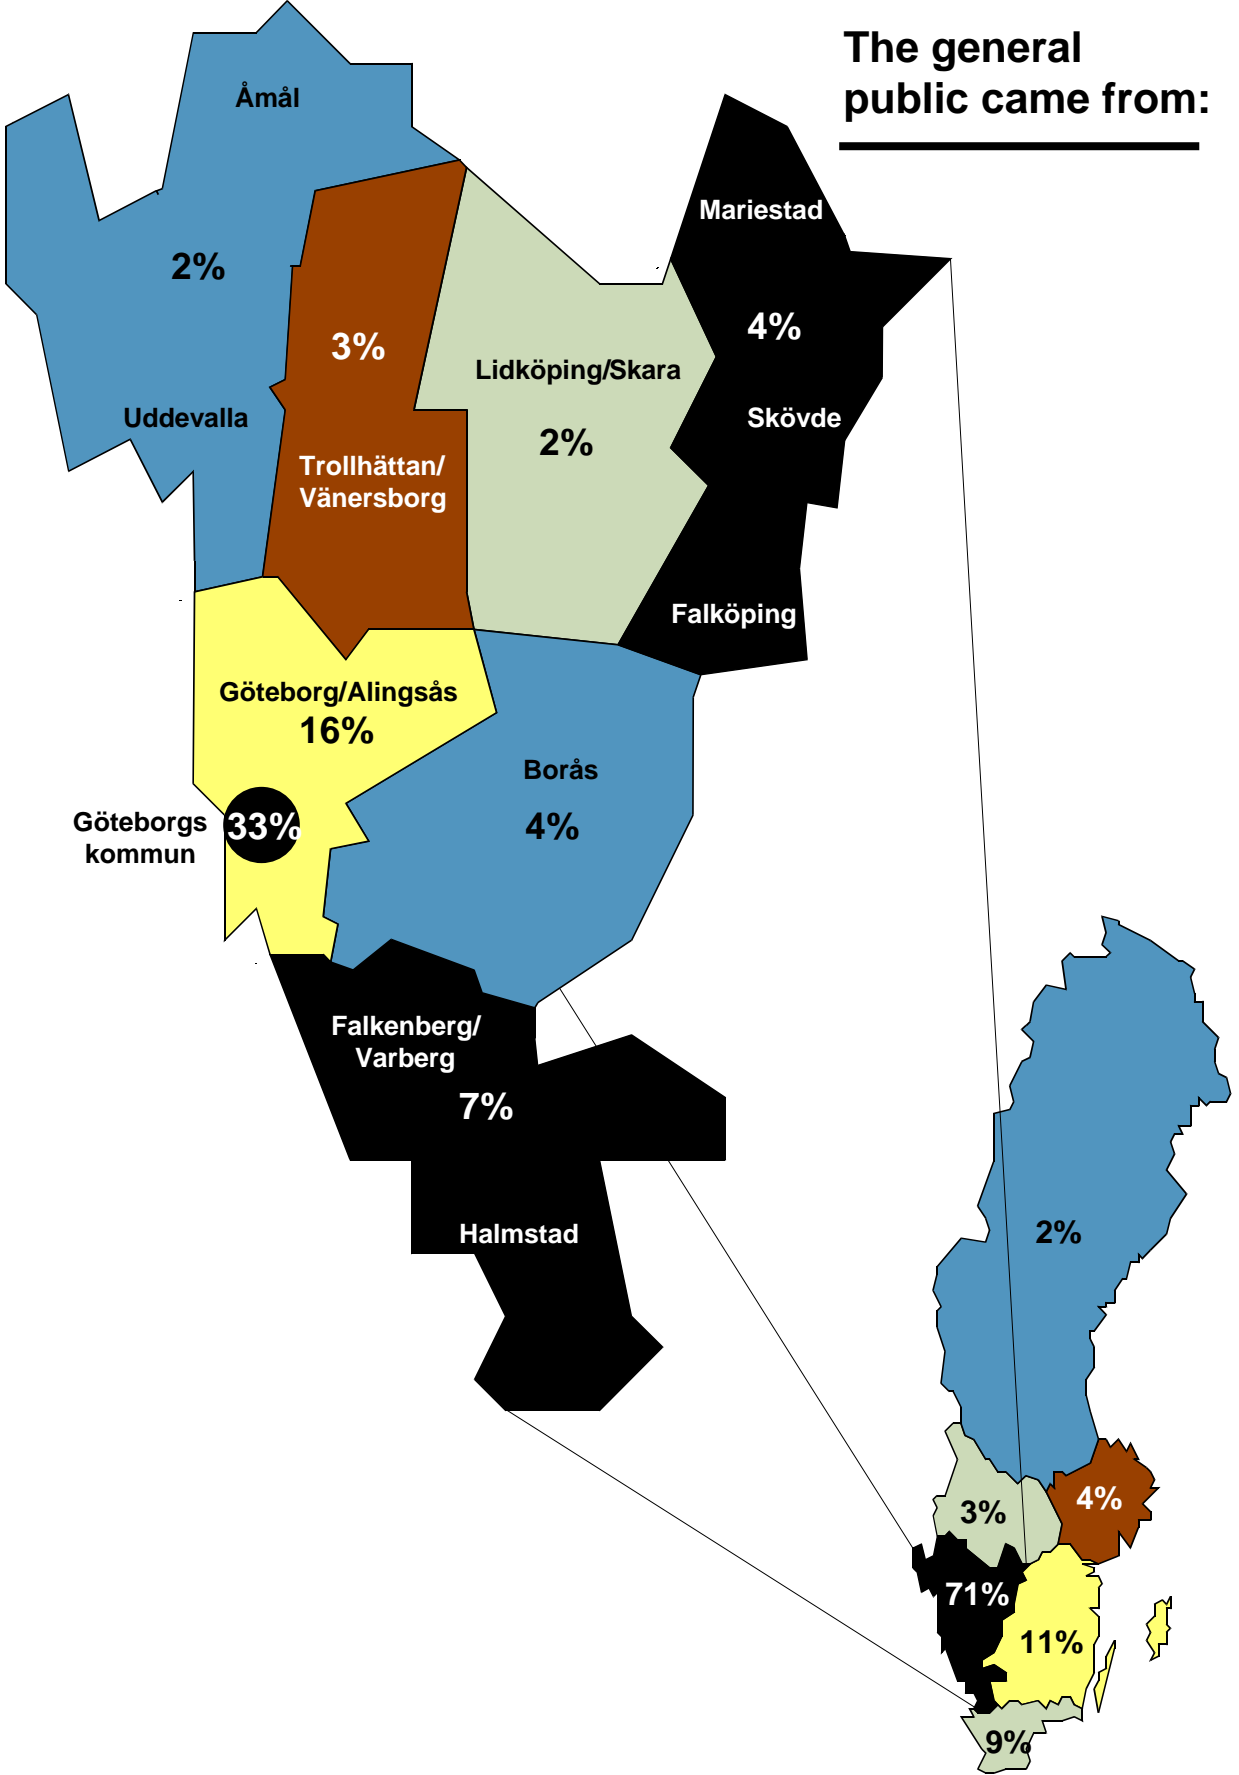 The general
public came from:
Åmål
Mariestad
2%
4%
3%
Lidköping/Skara
Uddevalla
Skövde
2%
Trollhättan/
Vänersborg
Falköping
Göteborg/Alingsås
16%
Borås
Göteborgs
kommun
33%
4%
Falkenberg/
Varberg
7%
Halmstad
2%
4%
3%
71%
11%
9%